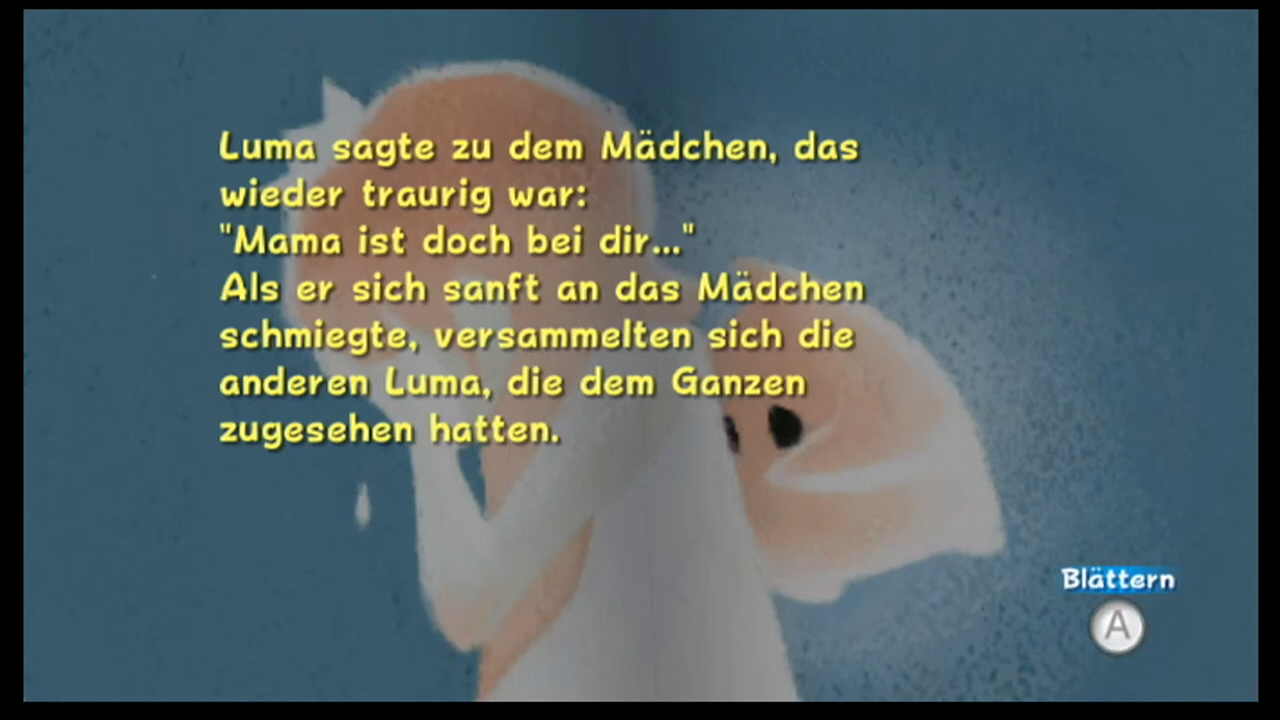 Luma sagte zu dem Mädchen, das
wieder traurig war:
"Mama ist doch bei dir..."
Als er sich sanft an das Mädchen
schmiegte, versammelten sich die
anderen Luma, die dem Ganzen
zugesehen hatten.
Blättern
A